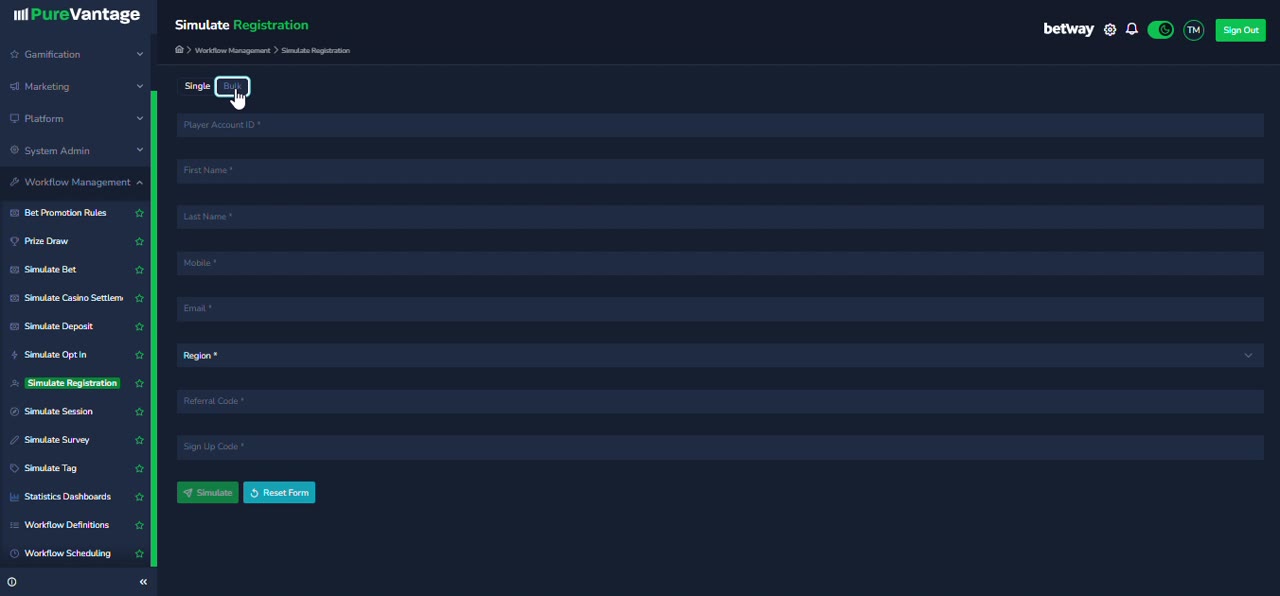 PureVantage
Gamification
Marketing
Platform
System Admin
Workflow Management
Bet Promotion Rules
Prize Draw
Simulate Bet
Simulate Casino Settleme
Simulate Deposit
Simulate Opt In
Simulate Registration
Simulate Session
Simulate Survey
Simulate Tag
Statistics Dashboards
Workflow Definitions
Workflow Scheduling
Simulate Registration
Workflow Management > Simulate Registration
betway
TM
Sign Out
Single Bulk
Player Account ID *
First Name *
Last Name *
Mobile *
Email *
Region *
Referral Code *
Sign Up Code *
Simulate Reset Form